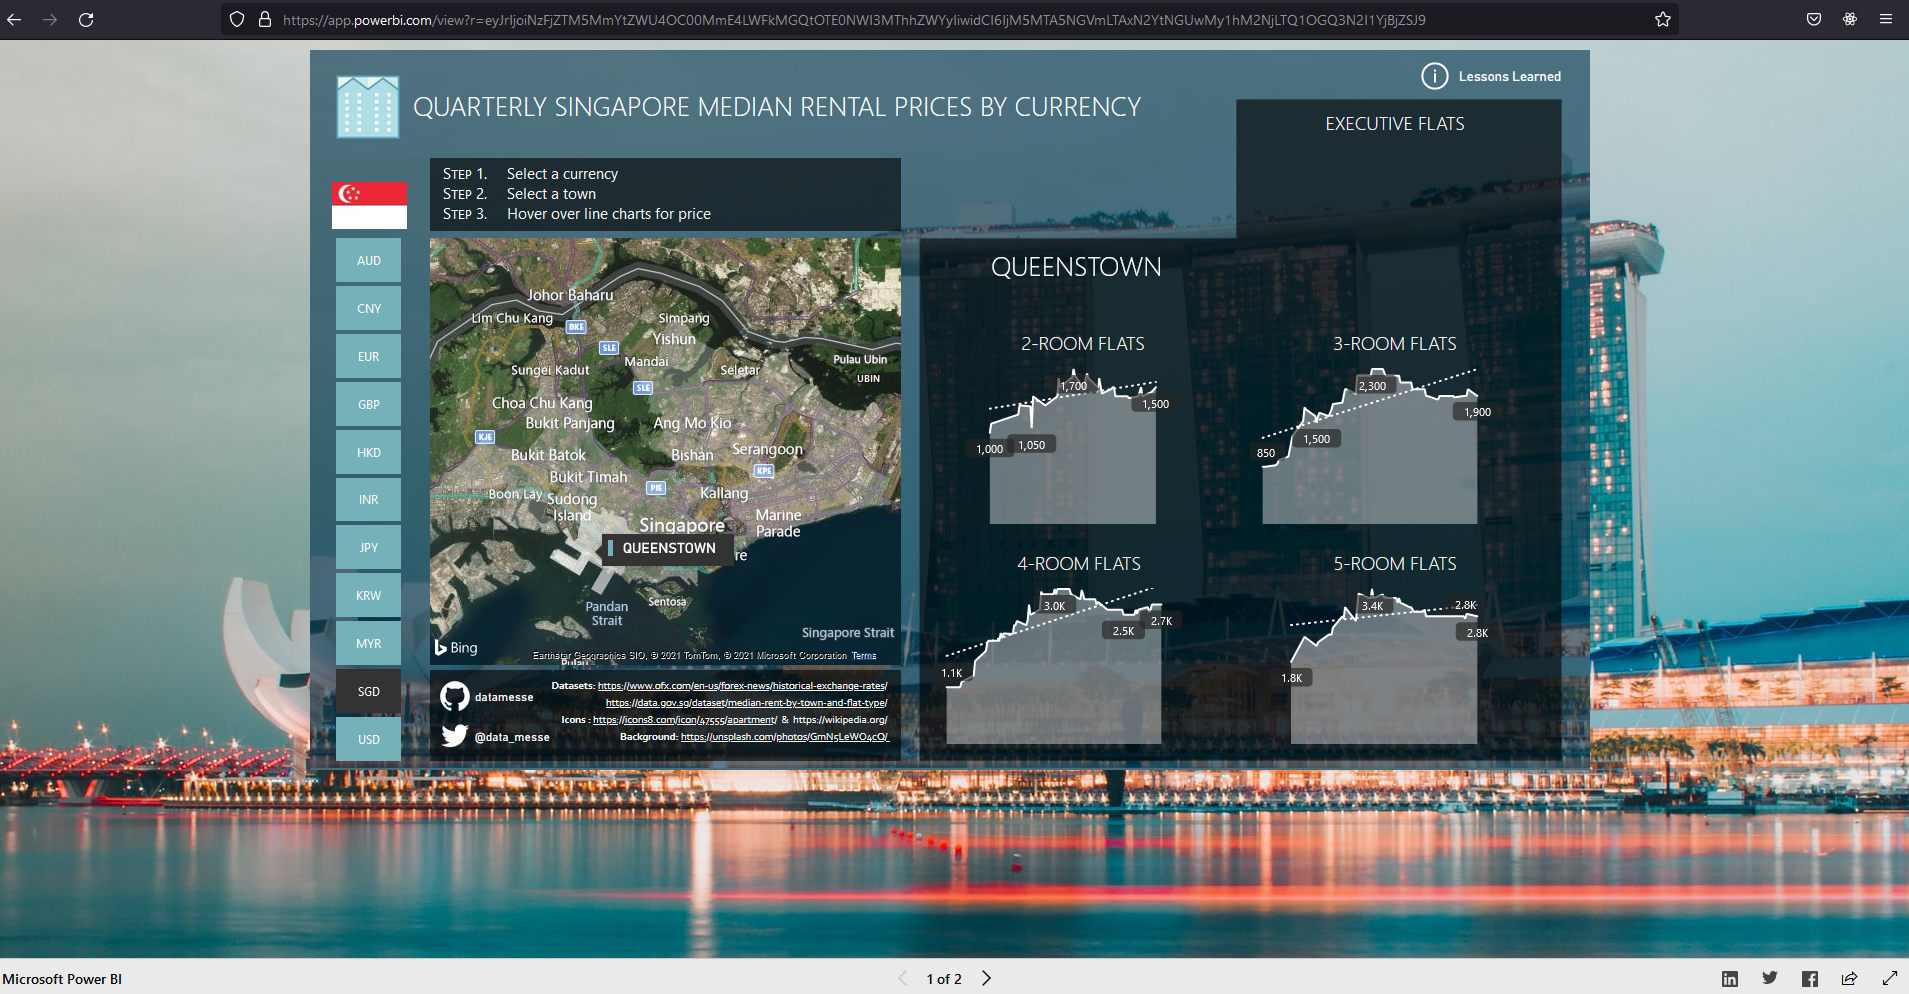 https://app.powerbi.com/view?r=eyJrIjoiNzFjZTM5MmYtZWU4OC00MmE4LWFkMGQtOTE0NWI3MThhZWYyIiwidCI6IjM5MTA5NGVmLTAxN2YtNGUwMy1hM2NjLTQ1OGQ3N2I1YjBjZSJ9
Lessons Learned
QUARTERLY SINGAPORE MEDIAN RENTAL PRICES BY CURRENCY
EXECUTIVE FLATS
STEP 1. Select a currency
STEP 2. Select a town
STEP 3. Hover over line charts for price
AUD
CNY
EUR
GBP
HKD
INR
JPY
KRW
MYR
SGD
USD
Johor Baharu
Lim Chu Kang
Simpang
BKE
Yishun
SLE
Mandai
Pulau Ubin
Sungei Kadut
Seletar
UBIN
SLE
Choa Chu Kang
Bukit Panjang
Ang Mo Kio
KJE
Bukit Batok
Bishan
Serangoon
Bukit Timah
KPE
Boon Lay
Sudong
Island
PIE
Kallang
Singapore
Marine
Parade
QUEENSTOWN
re
Pandan
Strait
Sentosa
Singapore Strait
Bing
Earthstar Geographics SIO, © 2021 TomTom, © 2021 Microsoft Corporation Terms
Pulau
datamesse
@data_messe
Datasets: https://www.ofx.com/en-us/forex-news/historical-exchange-rates/
https://data.gov.sg/dataset/median-rent-by-town-and-flat-type/
Icons : https://icons8.com/icon/47555/apartment/ & https://wikipedia.org/
Background: https://unsplash.com/photos/GmN5LeWO4cQ/
QUEENSTOWN
2-ROOM FLATS
1,700
1,500
1,000
1,050
3-ROOM FLATS
2,300
1,900
1,500
850
4-ROOM FLATS
3.0K
2.7K
2.5K
1.1K
5-ROOM FLATS
3.4K
2.8K
2.8K
1.8K
Microsoft Power BI
1 of 2